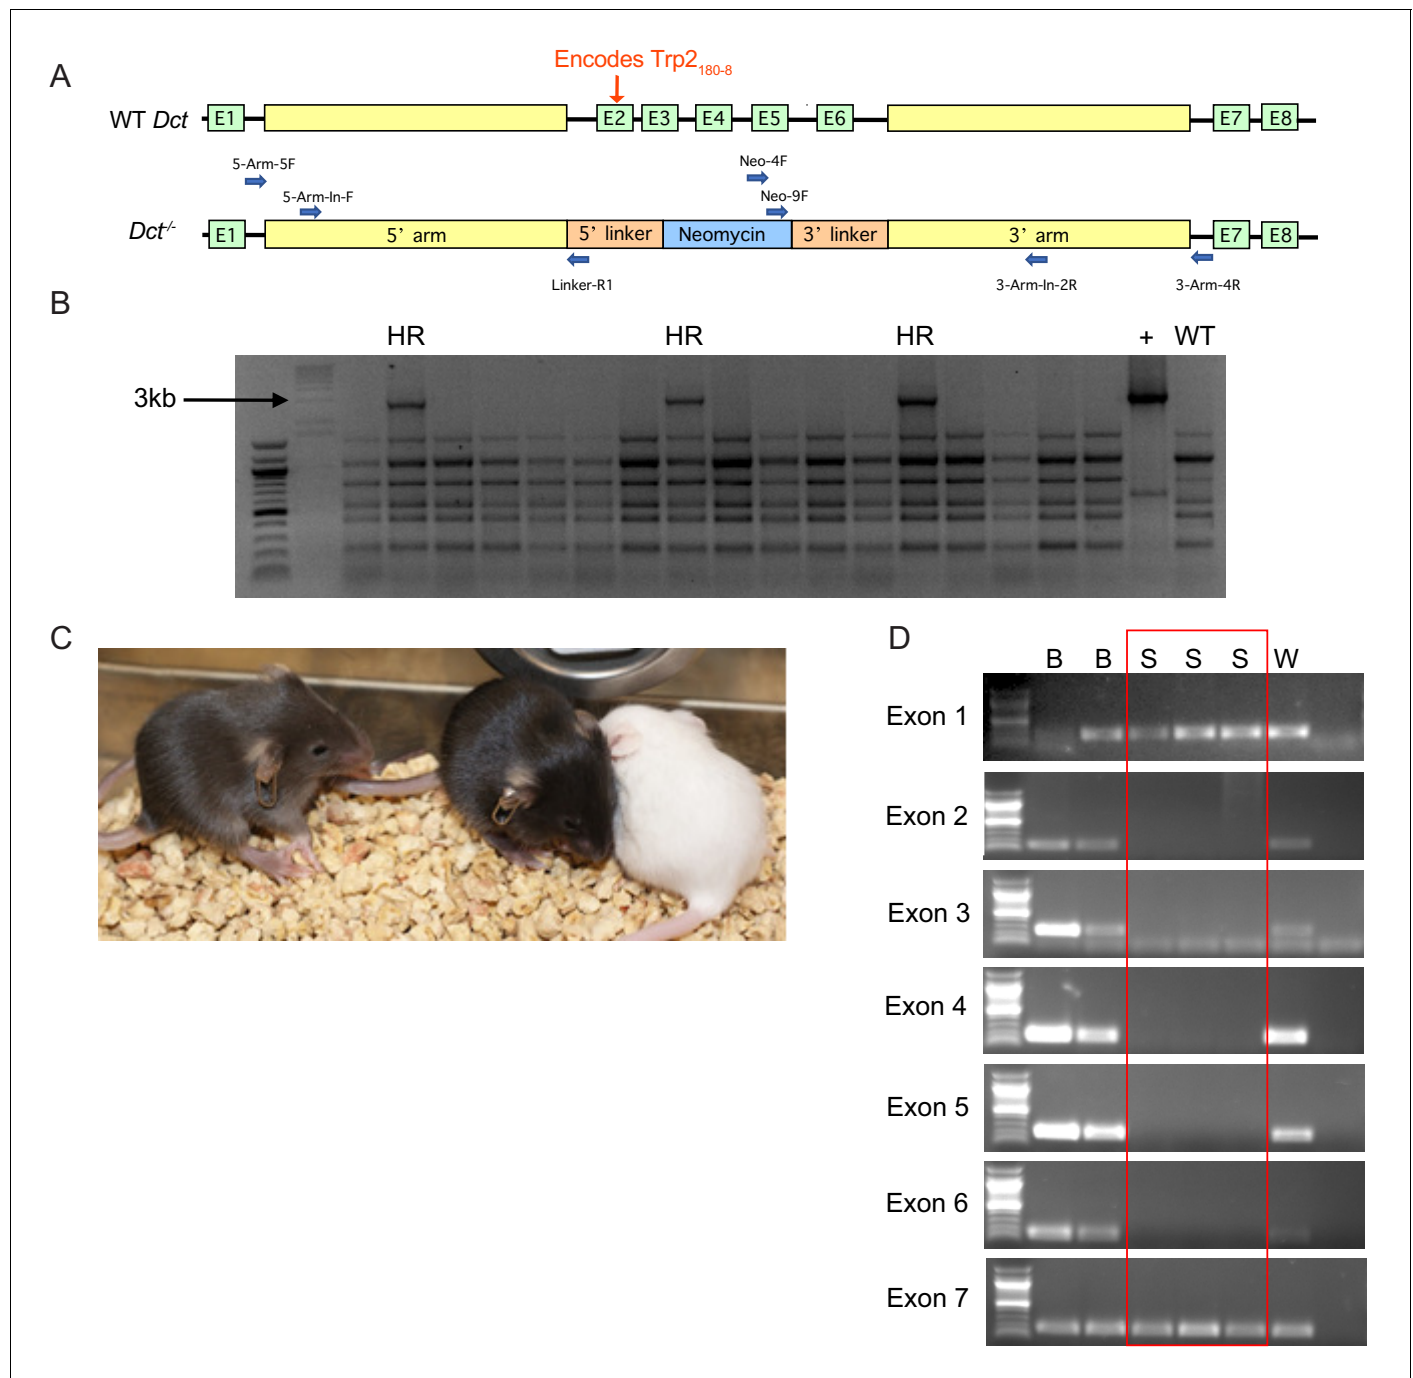 A
Encodes Trp2180-8
WT Dct E1 E2 E3 E4 E5 E6 E7 E8
5-Arm-5F Neo-4F
5-Arm-In-F Neo-9F
Dct-/- E1 5' arm 5' linker Neomycin 3' linker 3' arm E7 E8
Linker-R1 3-Arm-In-2R 3-Arm-4R
B
HR HR HR + WT
3kb
C
D
B B S S S W
Exon 1
Exon 2
Exon 3
Exon 4
Exon 5
Exon 6
Exon 7